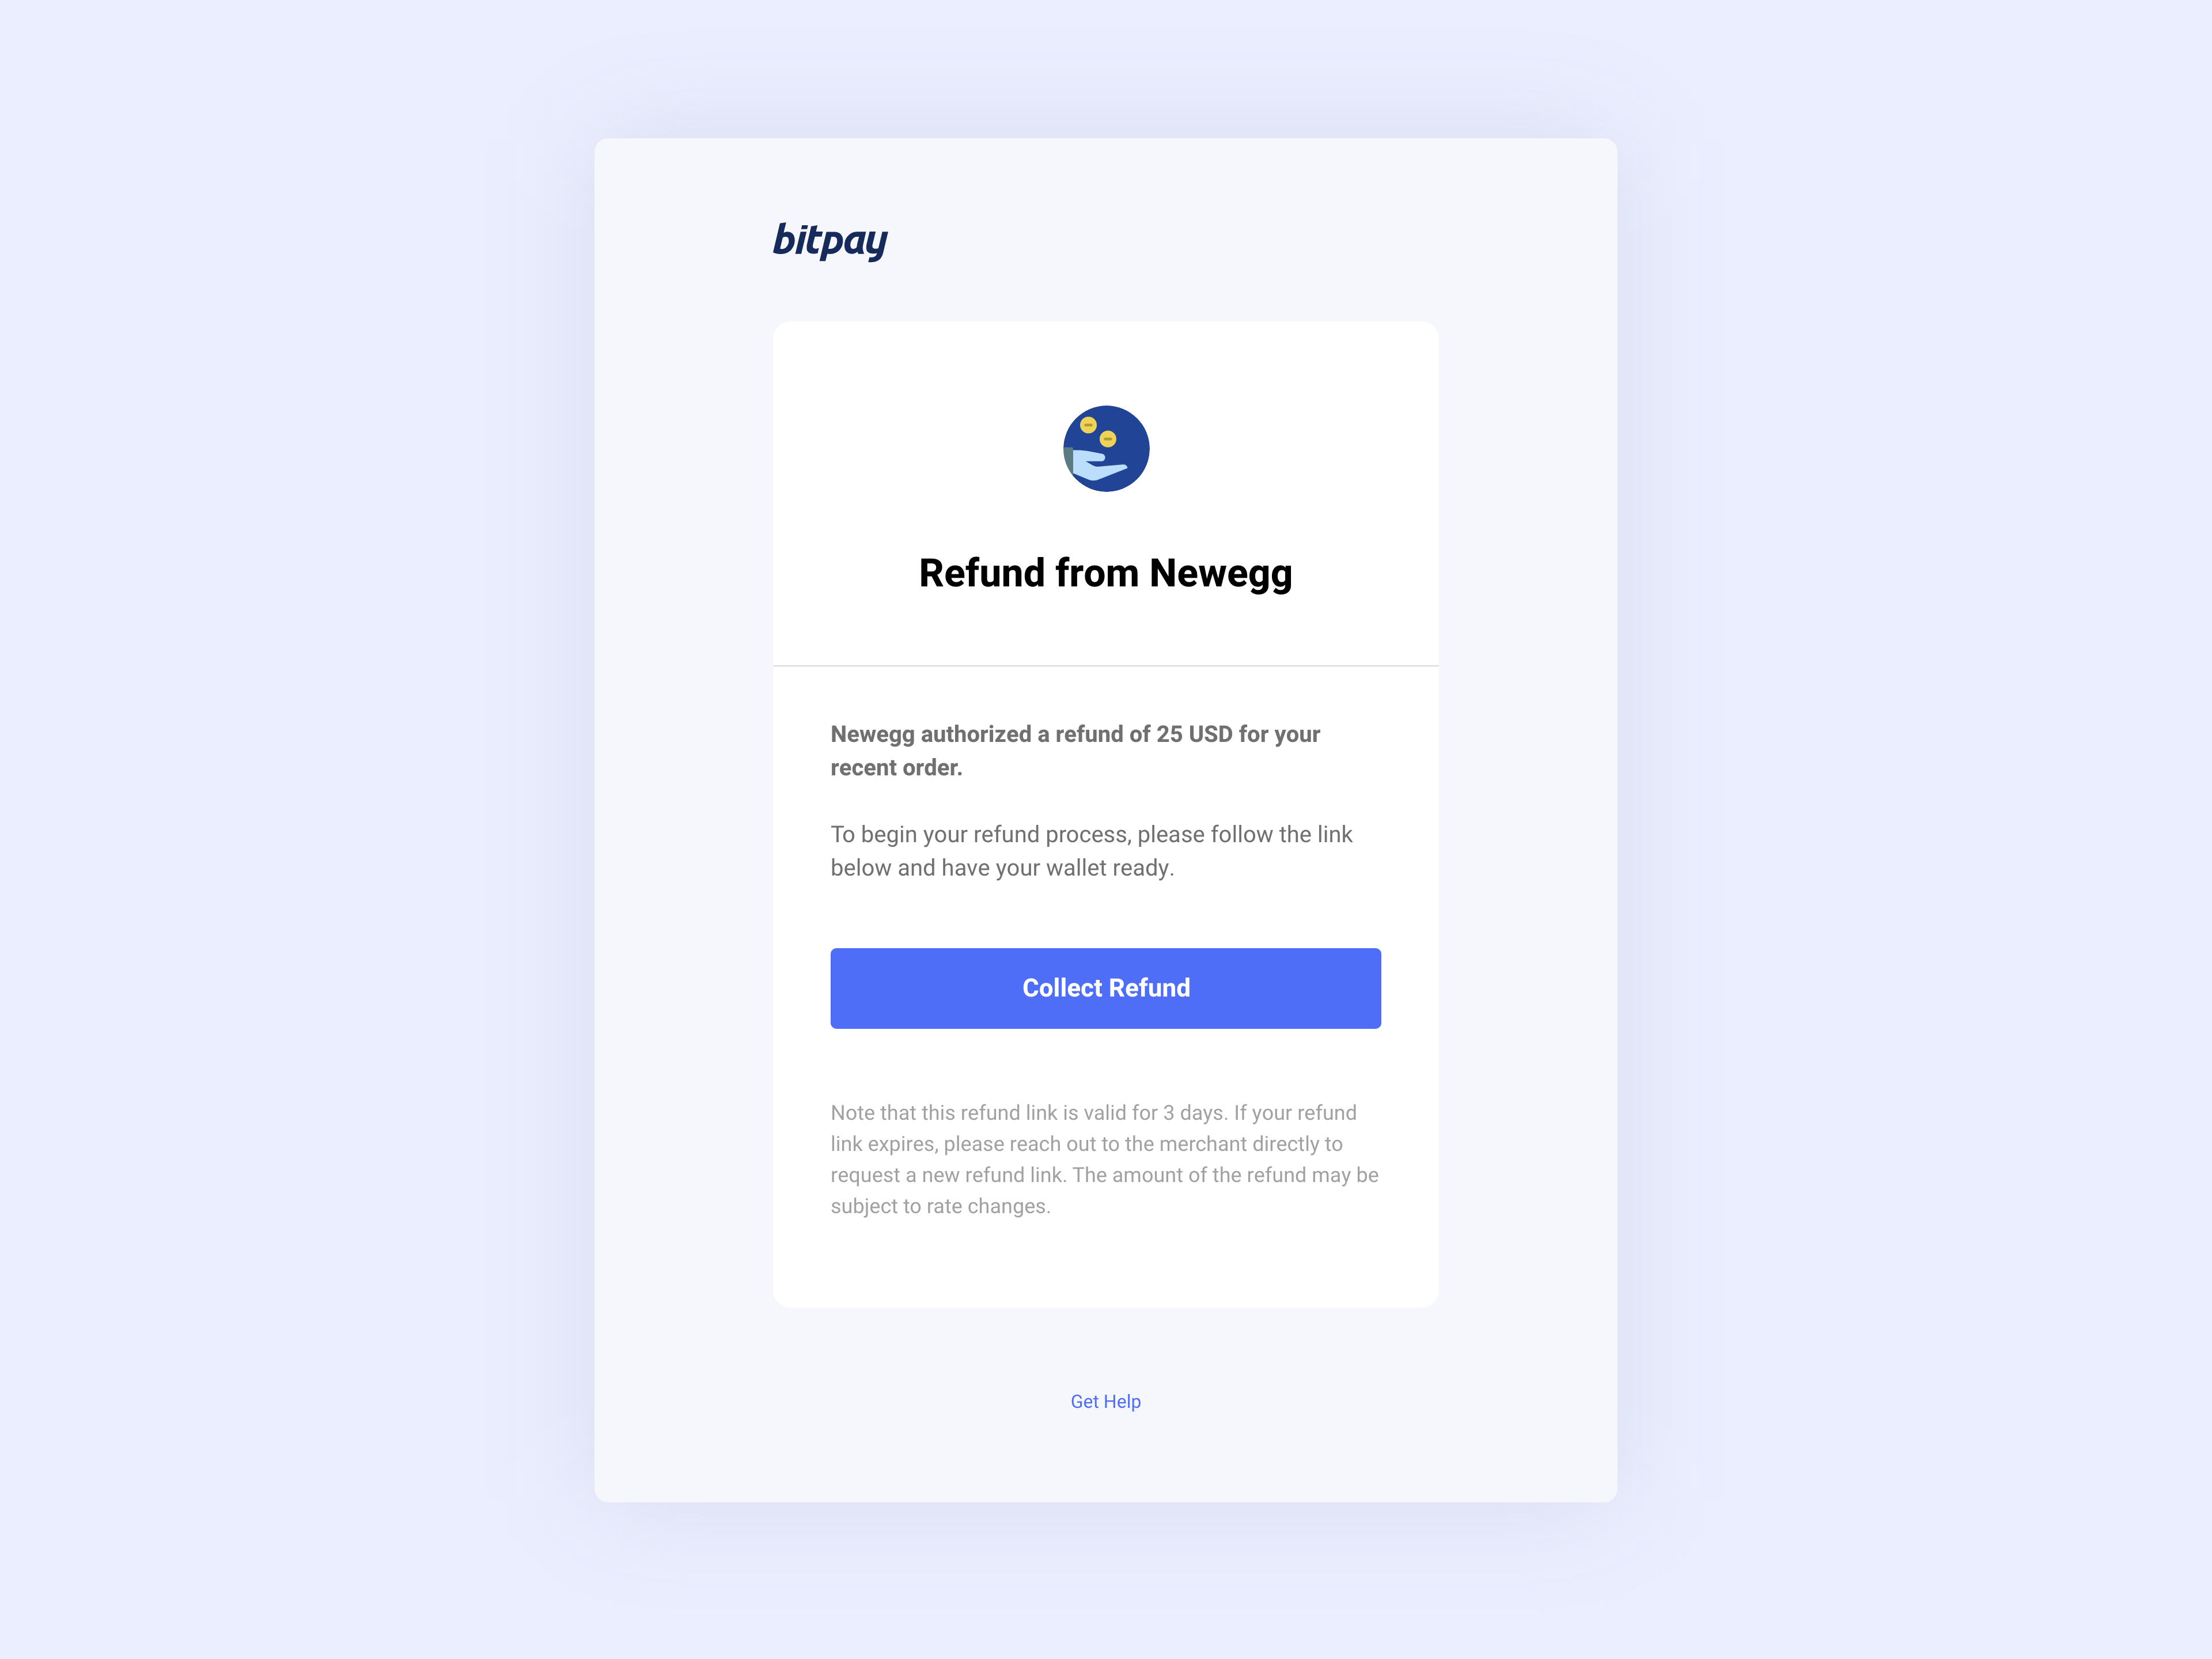 bitpay
Refund from Newegg
Newegg authorized a refund of 25 USD for your
recent order.
To begin your refund process, please follow the link
below and have your wallet ready.
Collect Refund
Note that this refund link is valid for 3 days. If your refund
link expires, please reach out to the merchant directly to
request a new refund link. The amount of the refund may be
subject to rate changes.
Get Help